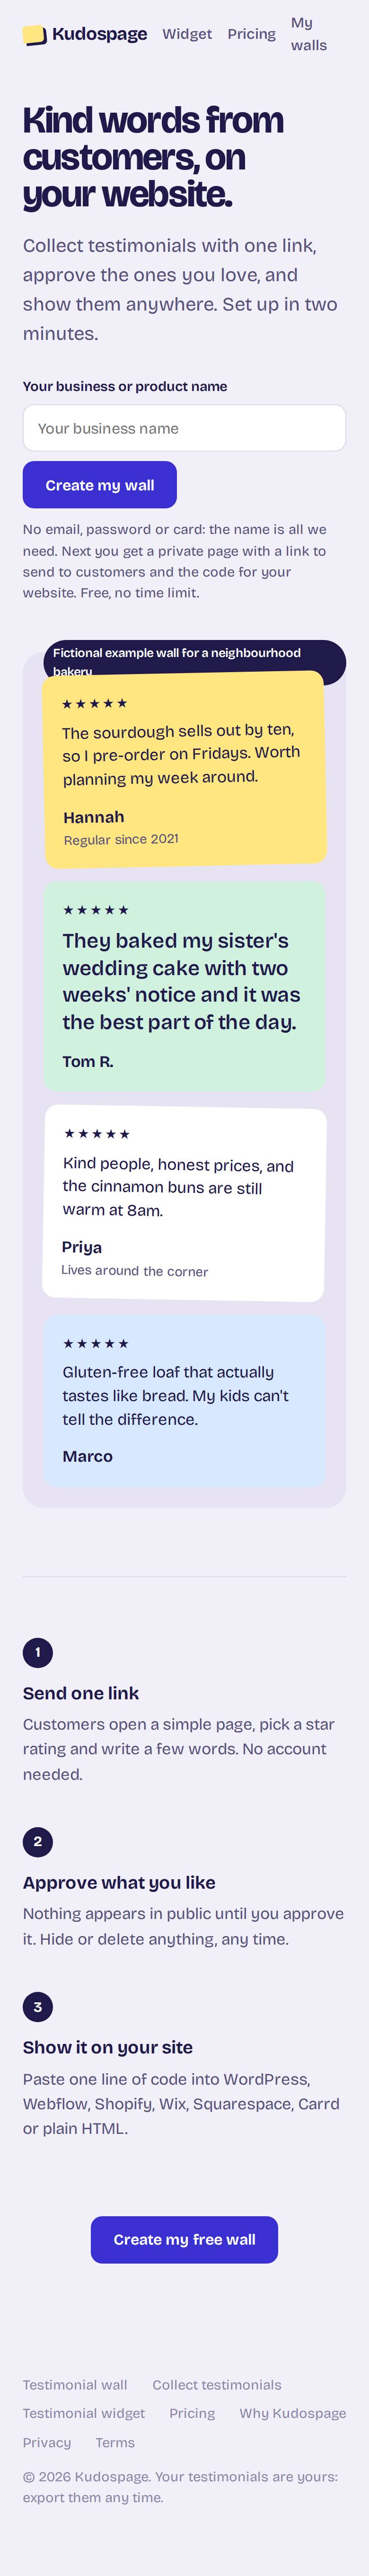 Kudospage Widget Pricing My walls
Kind words from
customers, on
your website.
Collect testimonials with one link,
approve the ones you love, and
show them anywhere. Set up in two
minutes.
Your business or product name
Your business name
Create my wall
No email, password or card: the name is all we
need. Next you get a private page with a link to
send to customers and the code for your
website. Free, no time limit.
Fictional example wall for a neighbourhood
bakery
★★★★★
The sourdough sells out by ten,
so I pre-order on Fridays. Worth
planning my week around.
Hannah
Regular since 2021
★★★★★
They baked my sister's
wedding cake with two
weeks' notice and it was
the best part of the day.
Tom R.
★★★★★
Kind people, honest prices, and
the cinnamon buns are still
warm at 8am.
Priya
Lives around the corner
★★★★★
Gluten-free loaf that actually
tastes like bread. My kids can't
tell the difference.
Marco
1
Send one link
Customers open a simple page, pick a star
rating and write a few words. No account
needed.
2
Approve what you like
Nothing appears in public until you approve
it. Hide or delete anything, any time.
3
Show it on your site
Paste one line of code into WordPress,
Webflow, Shopify, Wix, Squarespace, Carrd
or plain HTML.
Create my free wall
Testimonial wall Collect testimonials
Testimonial widget Pricing Why Kudospage
Privacy Terms
© 2026 Kudospage. Your testimonials are yours:
export them any time.